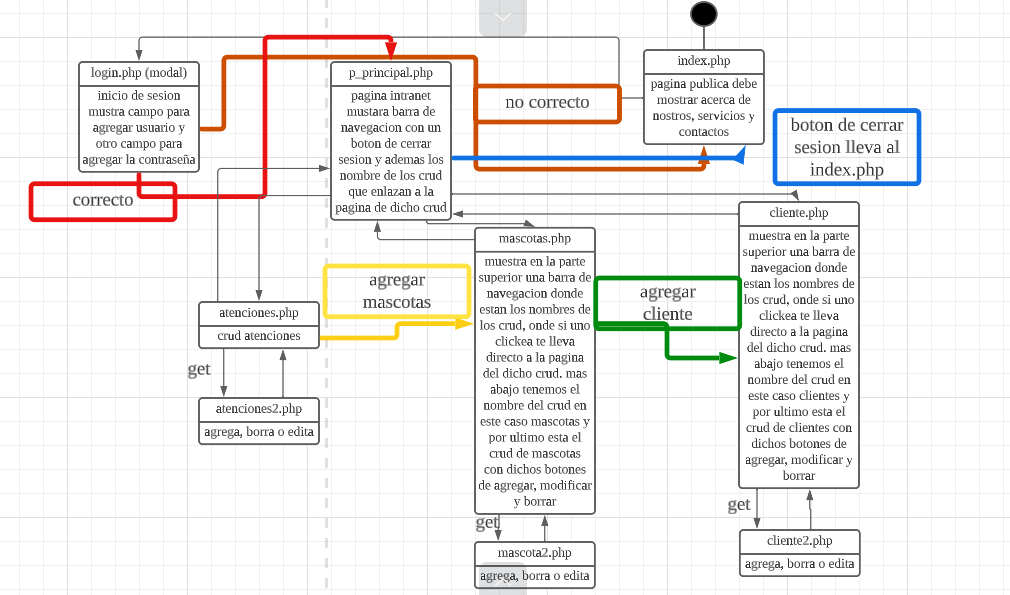 index.php
pagina publica debe
mostrar acerca de
nostros, servicios y
contactos
login.php (modal)
inicio de sesion
mustra campo para
agregar usuario y
otro campo para
agregar la contraseña
p_principal.php
pagina intranet
mustara barra de
navegacion con un
boton de cerrar
sesion y ademas los
nombre de los crud
que enlazan a la
pagina de dicho crud
no correcto
boton de cerrar
sesion lleva al
index.php
correcto
agregar
mascotas
agregar
cliente
atenciones.php
crud atenciones
get
atenciones2.php
agrega, borra o edita
mascotas.php
muestra en la parte
superior una barra de
navegacion donde
estan los nombres de
los crud, onde si uno
clickea te lleva
directo a la pagina
del dicho crud. mas
abajo tenemos el
nombre del crud en
este caso mascotas y
por ultimo esta el
crud de mascotas
con dichos botones
de agregar, modificar
y borrar
get
mascota2.php
agrega, borra o edita
cliente.php
muestra en la parte
superior una barra de
navegacion donde
estan los nombres de
los crud, onde si uno
clickea te lleva
directo a la pagina
del dicho crud. mas
abajo tenemos el
nombre del crud en
este caso clientes y
por ultimo esta el
crud de clientes con
dichos botones de
agregar, modificar y
borrar
get
cliente2.php
agrega, borra o edita